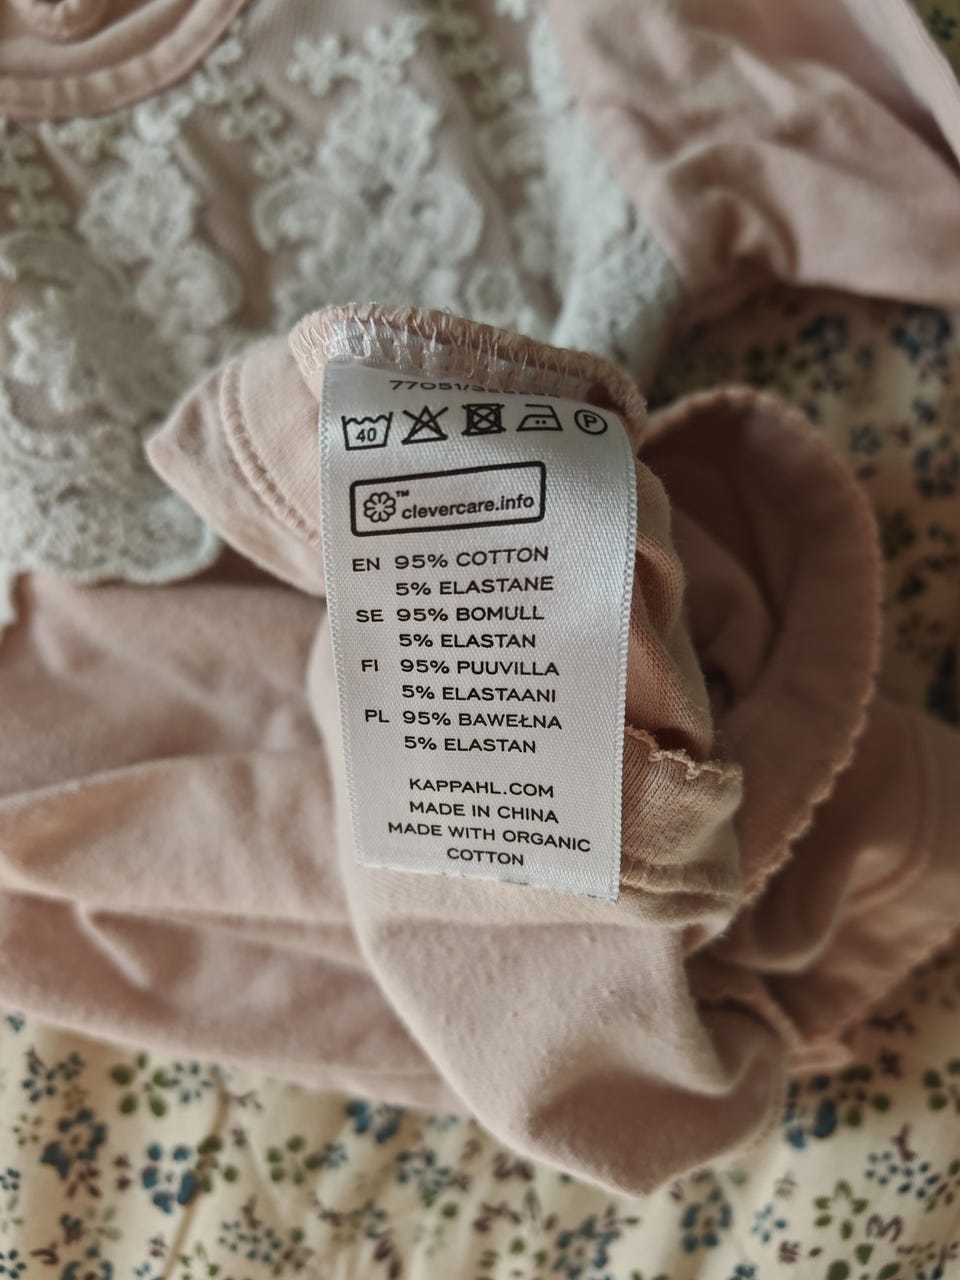 40
P
™
clevercare.info
EN 95% COTTON
5% ELASTANE
SE 95% BOMULL
5% ELASTAN
FI 95% PUUVILLA
5% ELASTAANI
PL 95% BAWEŁNA
5% ELASTAN
KAPPAHL.COM
MADE IN CHINA
MADE WITH ORGANIC
COTTON